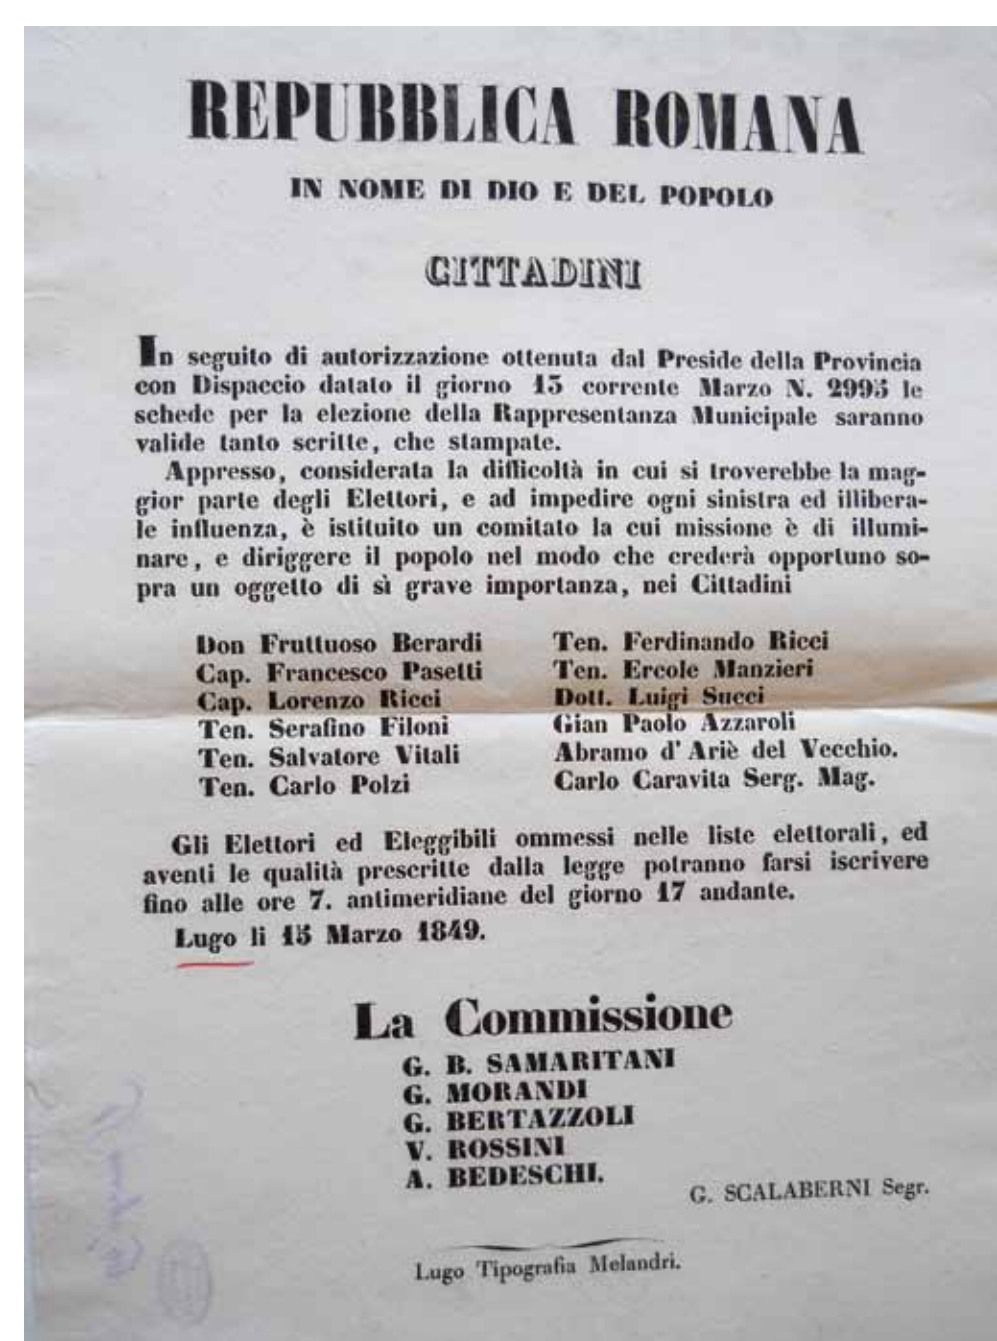 REPUBBLICA ROMANA
IN NOME DI DIO E DEL POPOLO
CITTADINI
In seguito di autorizzazione ottenuta dal Preside della Provincia
con Dispaccio datato il giorno 15 corrente Marzo N. 2995 le
schede per la elezione della Rappresentanza Municipale saranno
valide tanto scritte, che stampate.
Appresso, considerata la difficoltà in cui si troverebbe la mag-
gior parte degli Elettori, e ad impedire ogni sinistra ed illibera-
le influenza, è istituito un comitato la cui missione è di illumi-
nare, e diriggere il popolo nel modo che crederà opportuno so-
pra un oggetto di sì grave importanza, nei Cittadini
Don Fruttuoso Berardi
Cap. Francesco Pasetti
Cap. Lorenzo Ricci
Ten. Serafino Filoni
Ten. Salvatore Vitali
Ten. Carlo Polzi
Ten. Ferdinando Ricci
Ten. Ercole Manzieri
Dott. Luigi Succi
Gian Paolo Azzaroli
Abramo d' Ariè del Vecchio.
Carlo Caravita Serg. Mag.
Gli Elettori ed Eleggibili ommessi nelle liste elettorali, ed
aventi le qualità prescritte dalla legge potranno farsi iscrivere
fino alle ore 7. antimeridiane del giorno 17 andante.
Lugo li 15 Marzo 1849.
La Commissione
G. B. SAMARITANI
G. MORANDI
G. BERTAZZOLI
V. ROSSINI
A. BEDESCHI.
G. SCALABERNI Segr.
Lugo Tipografia Melandri.